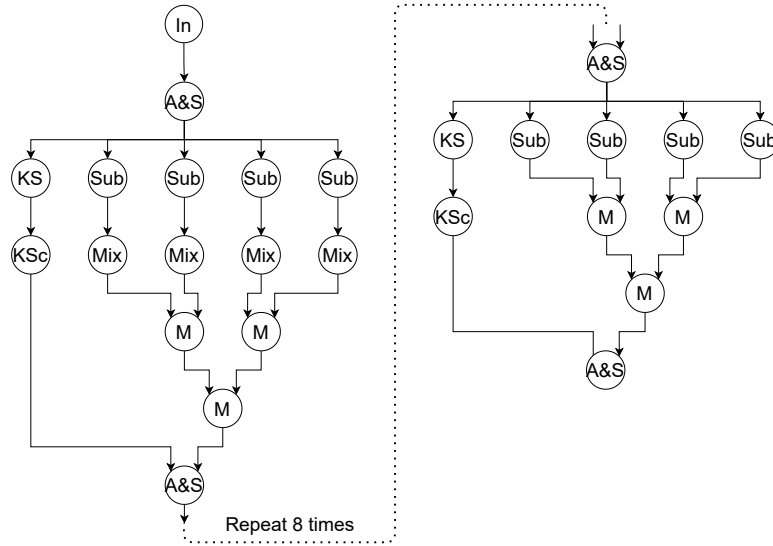 In
A&S
KS Sub Sub Sub Sub
KSc Mix Mix Mix Mix
M M
M
A&S
Repeat 8 times
A&S
KS Sub Sub Sub Sub
KSc M M
M
A&S